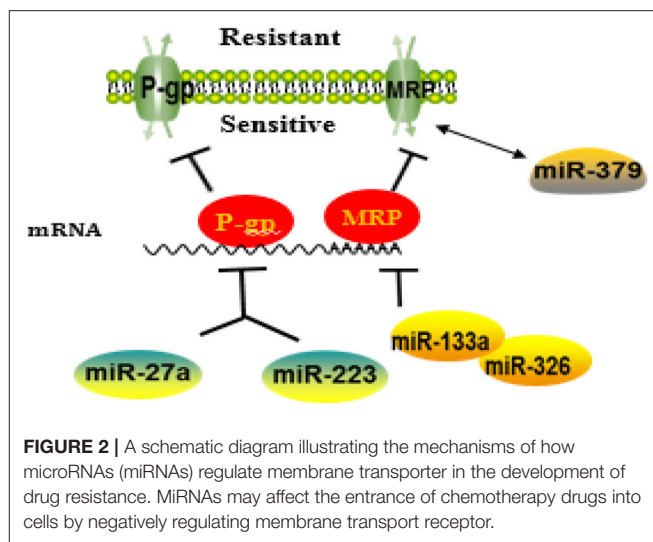 Resistant
P-gp
MRP
Sensitive
miR-379
P-gp
MRP
mRNA
miR-133a
miR-326
miR-27a
miR-223
FIGURE 2 | A schematic diagram illustrating the mechanisms of how
microRNAs (miRNAs) regulate membrane transporter in the development of
drug resistance. MiRNAs may affect the entrance of chemotherapy drugs into
cells by negatively regulating membrane transport receptor.